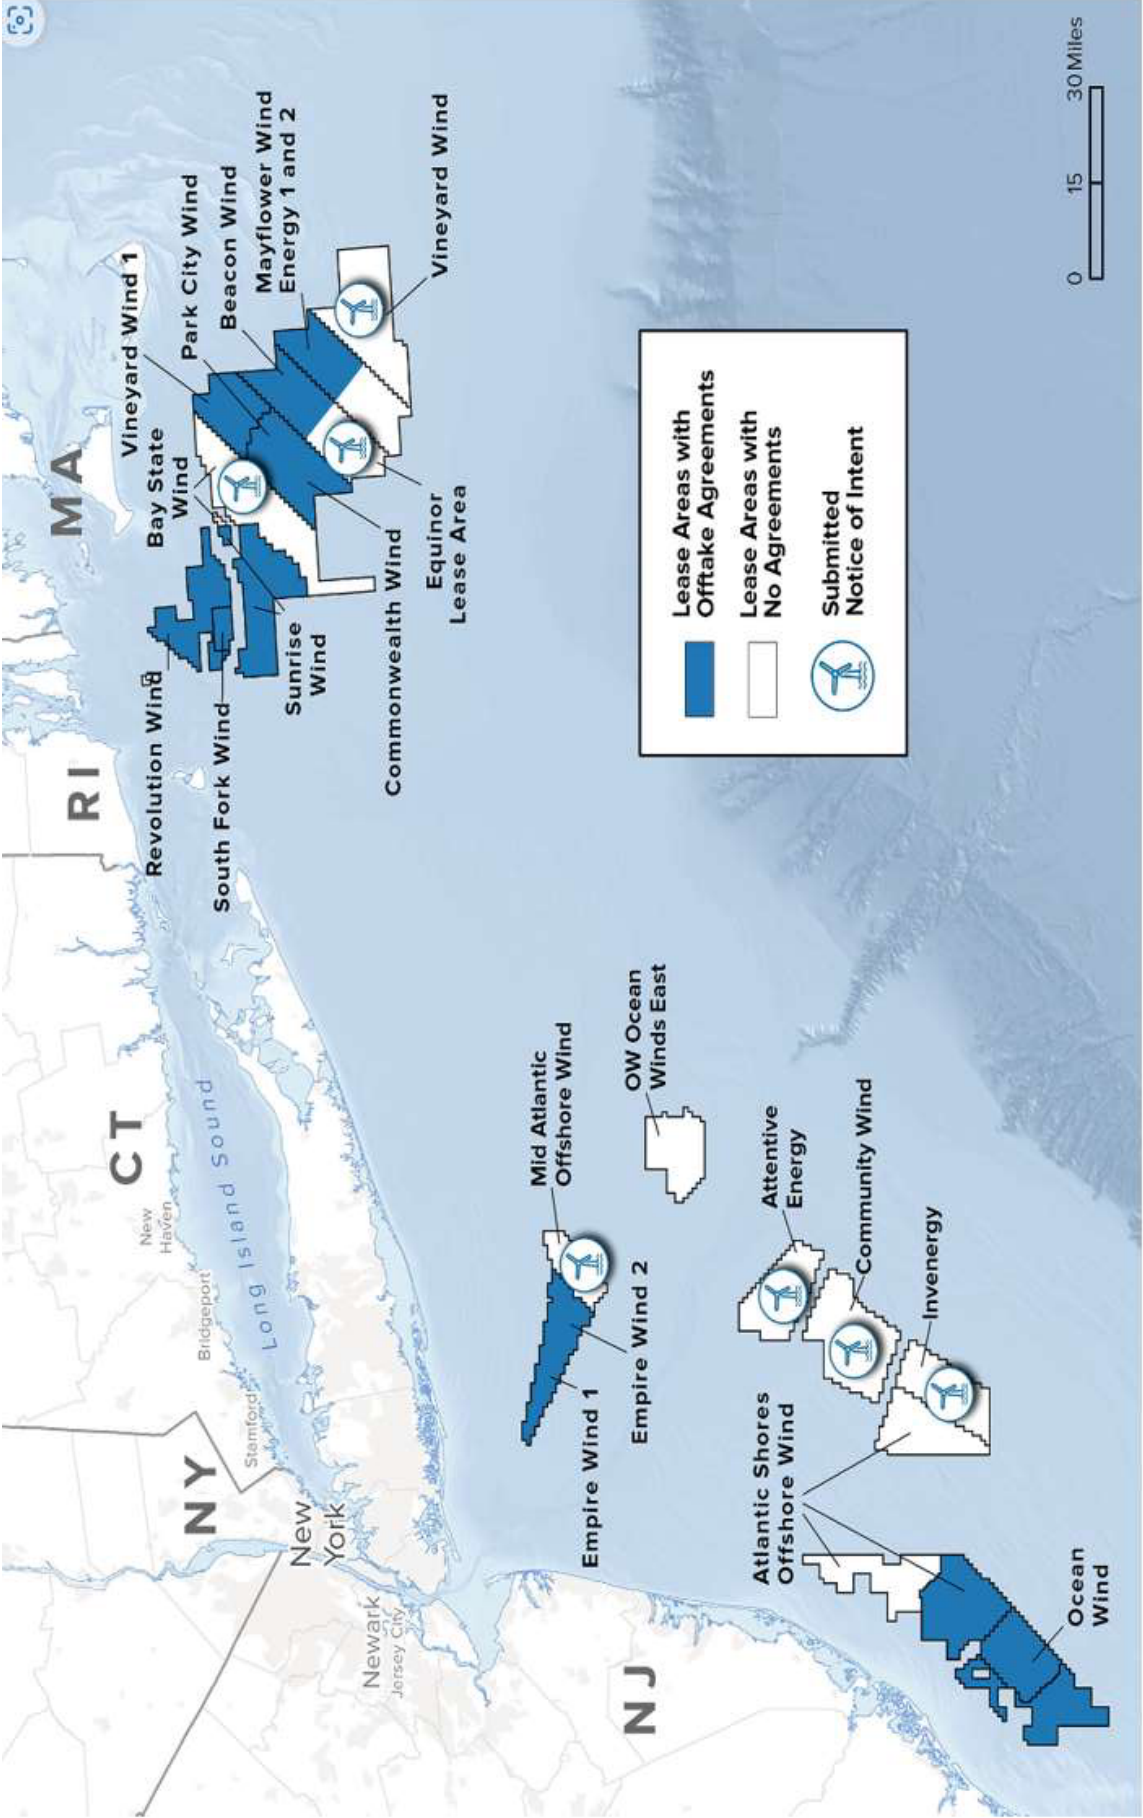 MA
RI
CT
NY
NJ
Long Island Sound
New
Haven
Bridgeport
Stamford
New
York
Newark
Jersey City
Vineyard Wind 1
Bay State
Wind
Park City Wind
Beacon Wind
Mayflower Wind
Energy 1 and 2
Vineyard Wind
Revolution Wind
South Fork Wind
Sunrise
Wind
Commonwealth Wind
Equinor
Lease Area
Mid Atlantic
Offshore Wind
OW Ocean
Winds East
Empire Wind 1
Empire Wind 2
Attentive
Energy
Community Wind
Invenergy
Atlantic Shores
Offshore Wind
Ocean
Wind
Lease Areas with
Offtake Agreements
Lease Areas with
No Agreements
Submitted
Notice of Intent
0 15 30 Miles